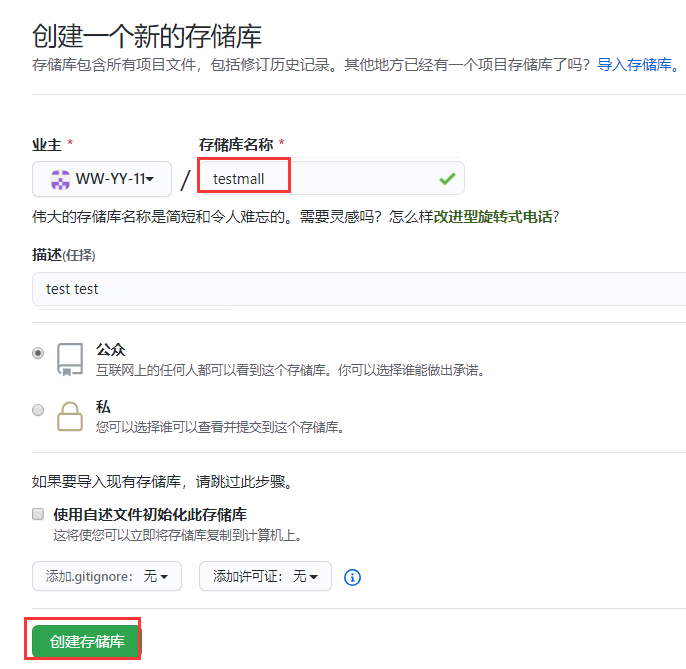 创建一个新的存储库
存储库包含所有项目文件，包括修订历史记录。其他地方已经有一个项目存储库了吗？导入存储库。
业主 * 存储库名称 *
WW-YY-11 / testmall
伟大的存储库名称是简短和令人难忘的。需要灵感吗？怎么样改进型旋转式电话?
描述(任择)
test test
公众
互联网上的任何人都可以看到这个存储库。你可以选择谁能做出承诺。
私
您可以选择谁可以查看并提交到这个存储库。
如果要导入现有存储库，请跳过此步骤。
使用自述文件初始化此存储库
这将使您可以立即将存储库复制到计算机上。
添加.gitignore: 无 添加许可证: 无
创建存储库